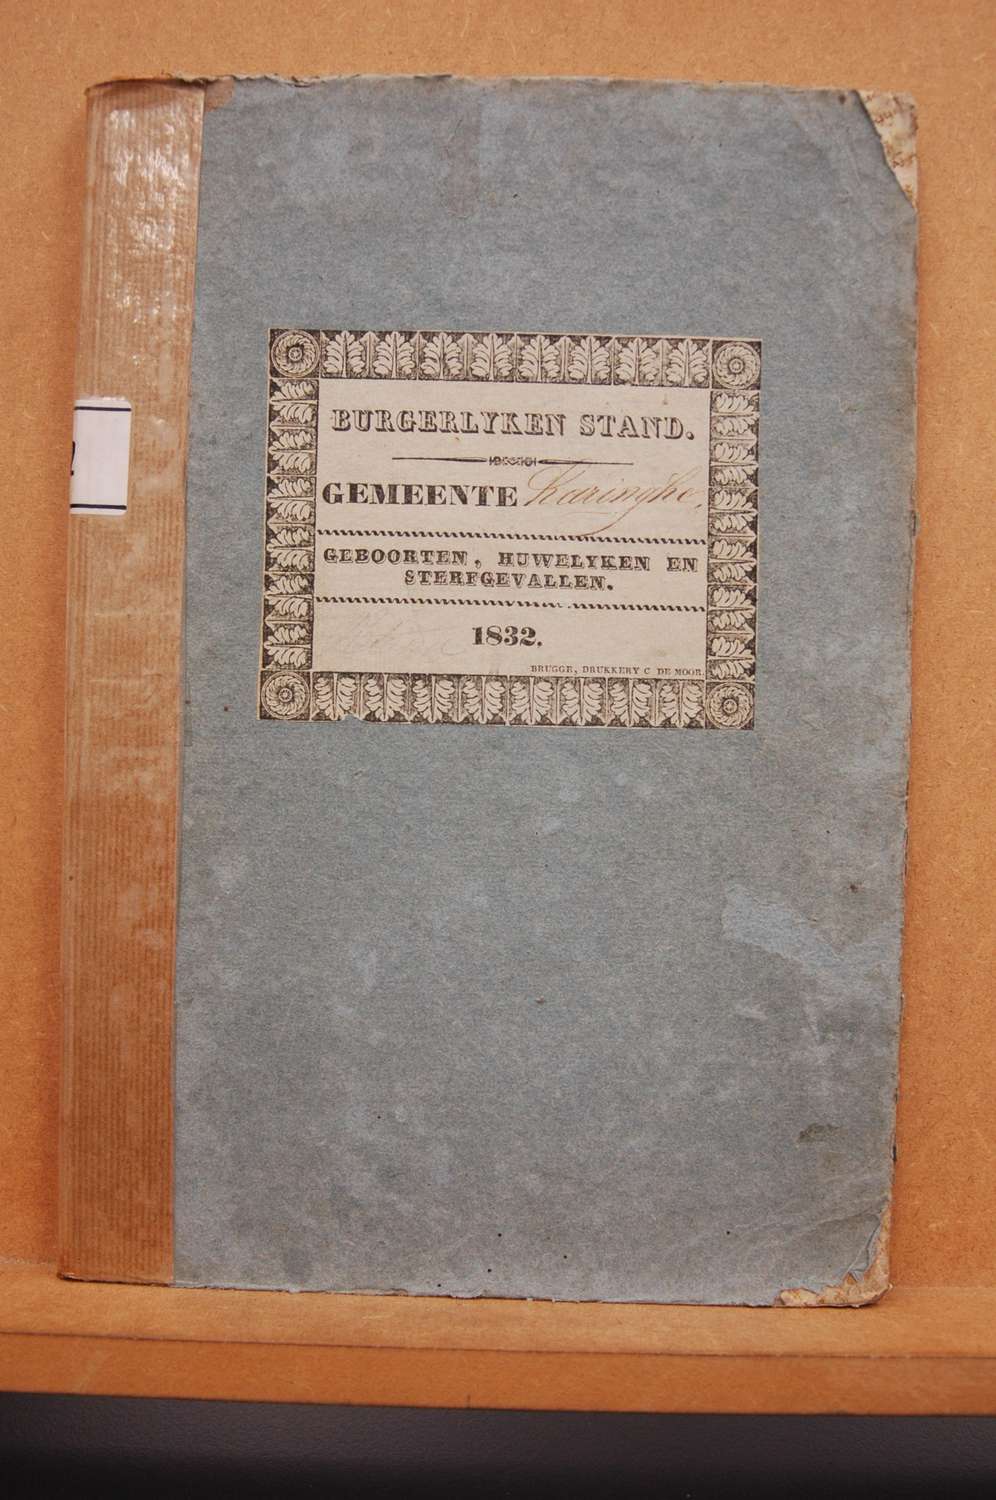 BURGERLYKEN STAND.
GEMEENTE Haringhe.
GEBOORTEN, HUWELYKEN EN
STERFGEVALLEN.
1832.
BRUGGE, DRUKKERY C. DE MOOR